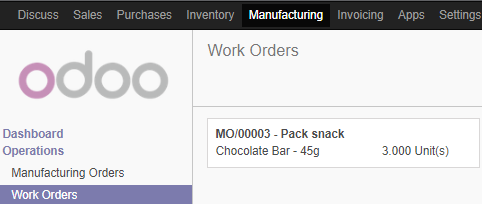 Discuss Sales Purchases Inventory Manufacturing Invoicing Apps Settings
odoo
Work Orders
Dashboard
Operations
Manufacturing Orders
Work Orders
MO/00003 - Pack snack
Chocolate Bar - 45g 3.000 Unit(s)